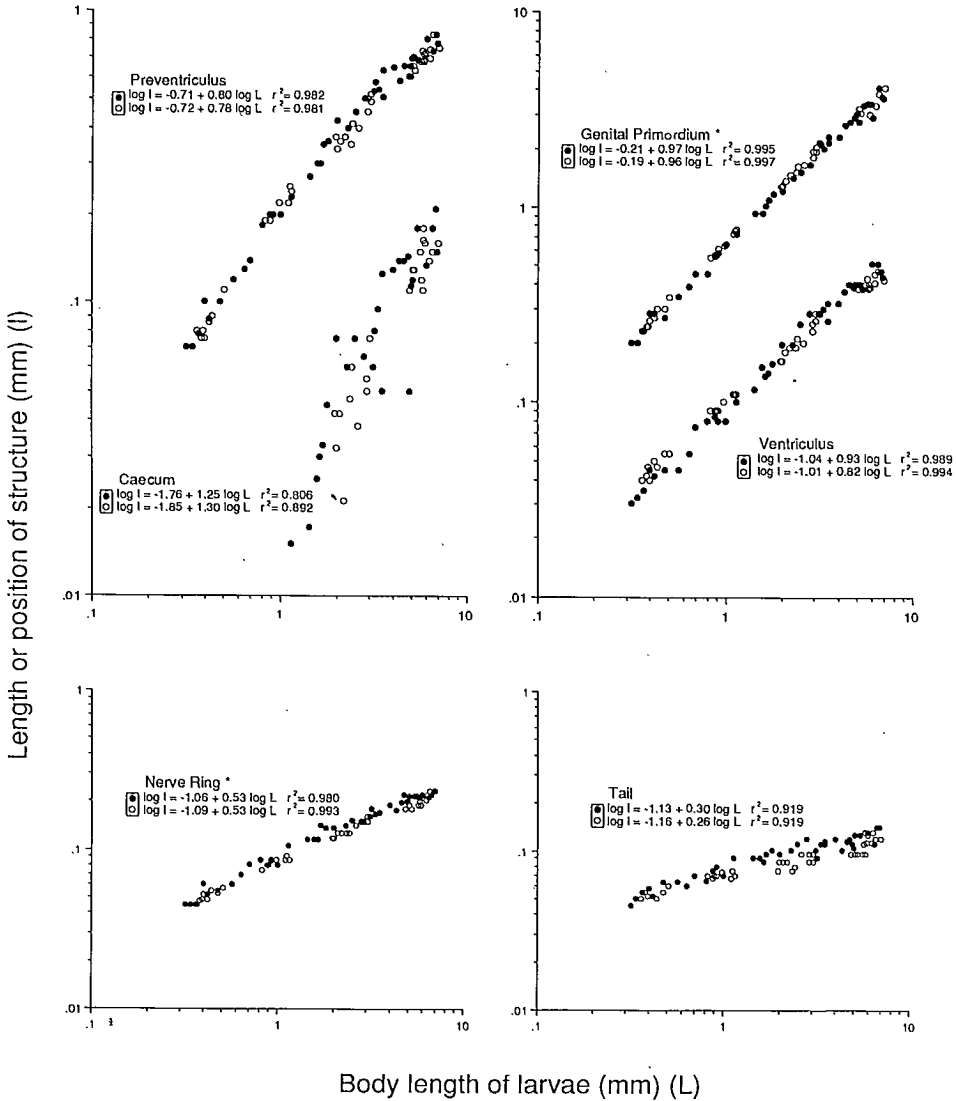 Length or position of structure (mm) (l)
1
.1
.01
.1
1
10
Preventriculus
● log l = -0.71 + 0.80 log L r² = 0.982
○ log l = -0.72 + 0.78 log L r² = 0.981
Caecum
● log l = -1.76 + 1.25 log L r² = 0.806
○ log l = -1.85 + 1.30 log L r² = 0.892
10
1
.1
.01
.1
1
10
Genital Primordium *
● log l = -0.21 + 0.97 log L r² = 0.995
○ log l = -0.19 + 0.96 log L r² = 0.997
Ventriculus
● log l = -1.04 + 0.93 log L r² = 0.989
○ log l = -1.01 + 0.82 log L r² = 0.994
1
.1
.01
.1
1
10
Nerve Ring *
● log l = -1.06 + 0.53 log L r² = 0.980
○ log l = -1.09 + 0.53 log L r² = 0.993
1
.1
.01
.1
1
10
Tail
● log l = -1.13 + 0.30 log L r² = 0.919
○ log l = -1.16 + 0.26 log L r² = 0.919
Body length of larvae (mm) (L)